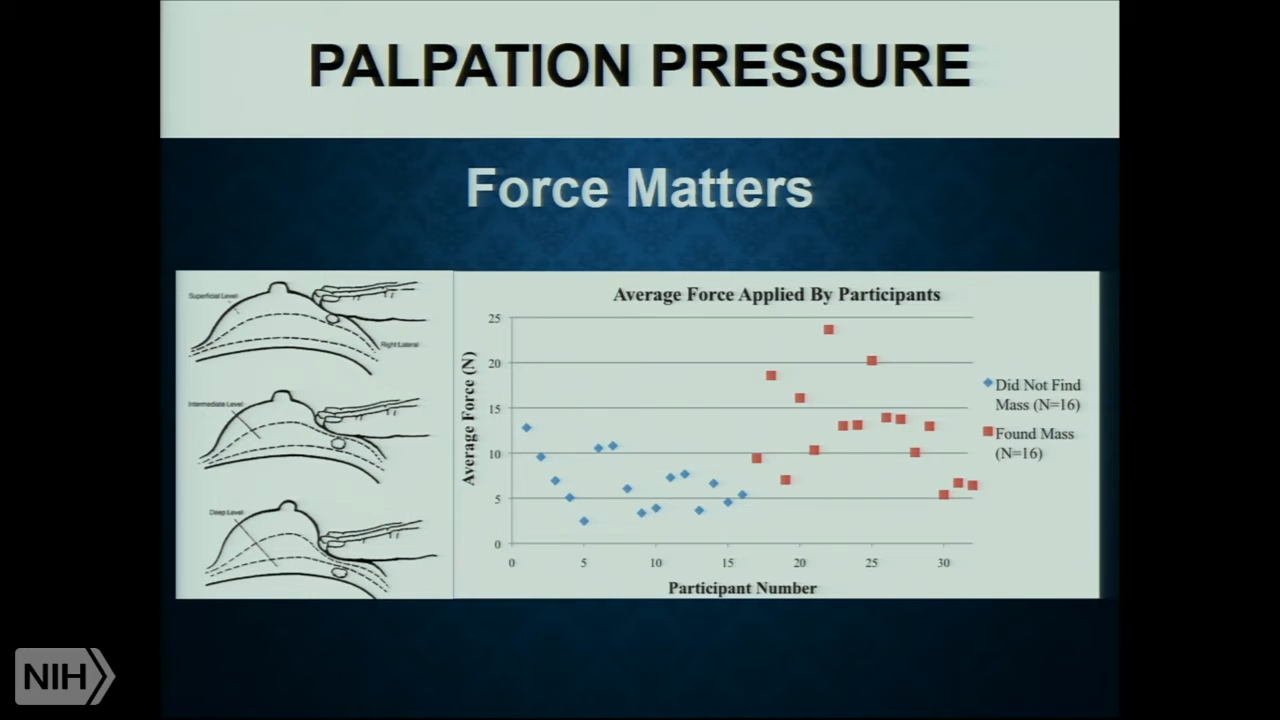 PALPATION PRESSURE
Force Matters
Superficial Level
Right Lateral
Intermediate Level
Deep Level
Average Force Applied By Participants
Average Force (N)
25
20
15
10
5
0
0 5 10 15 20 25 30
Participant Number
Did Not Find
Mass (N=16)
Found Mass
(N=16)
NIH